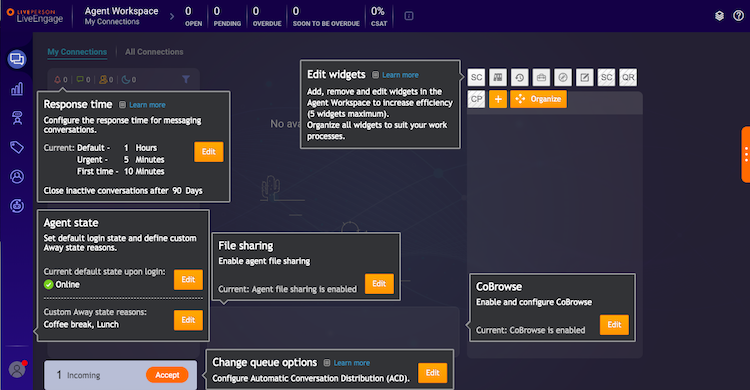 LIVEPERSON
LiveEngage
Agent Workspace
My Connections
0
OPEN
0
PENDING
0
OVERDUE
0
SOON TO BE OVERDUE
0%
CSAT
My Connections
All Connections
0
0
0
0
Response time
Learn more
Configure the response time for messaging
conversations.
Current: Default - 1 Hours
Urgent - 5 Minutes
First time - 10 Minutes
Edit
Close inactive conversations after 90 Days
No ava
Edit widgets
Learn more
Add, remove and edit widgets in the
Agent Workspace to increase efficiency
(5 widgets maximum).
Organize all widgets to suit your work
processes.
SC
SC
QR
CP
+
Organize
Agent state
Set default login state and define custom
Away state reasons.
Current default state upon login:
Online
Edit
Custom Away state reasons:
Coffee break, Lunch
Edit
File sharing
Enable agent file sharing
Current: Agent file sharing is enabled
Edit
CoBrowse
Enable and configure CoBrowse
Current: CoBrowse is enabled
Edit
1 Incoming
Accept
Change queue options
Learn more
Configure Automatic Conversation Distribution (ACD).
Edit